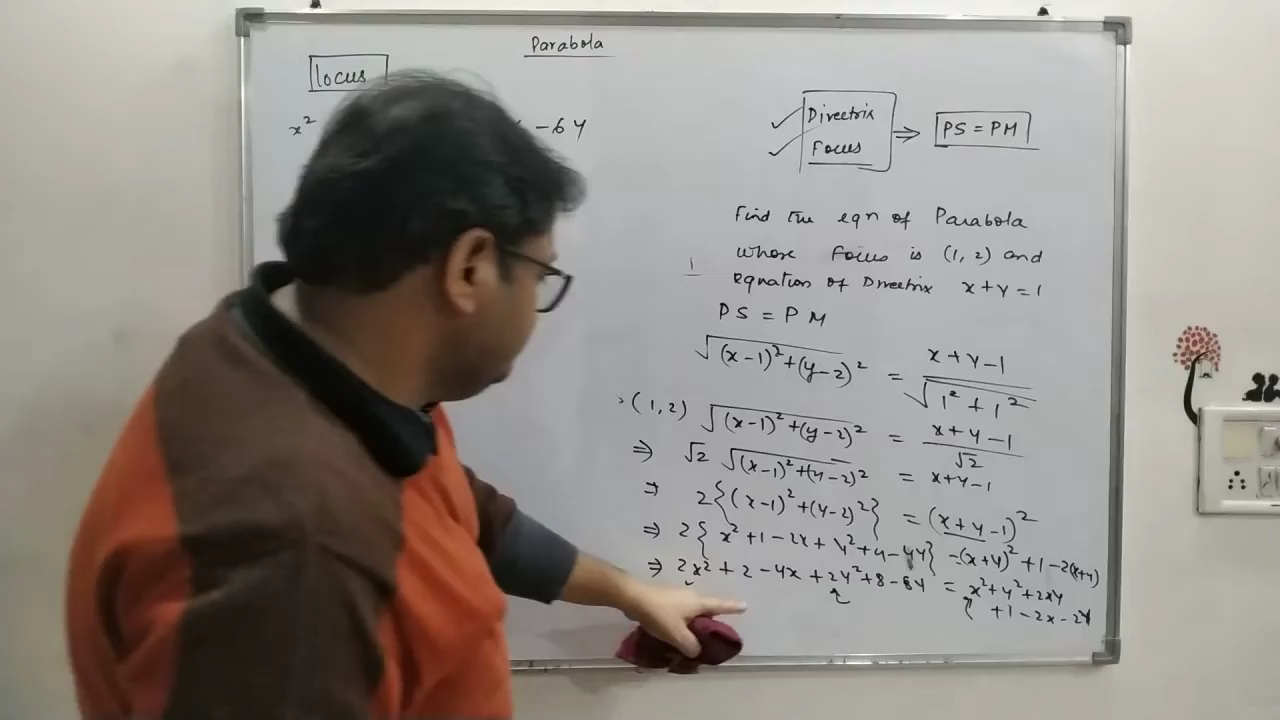 Parabola
locus
x² - 6y
Directrix
Focus
⇒ PS = PM
Find the eqn of Parabola
whose Focus is (1, 2) and
equation of Directrix x+y=1
PS = PM
√(x-1)²+(y-2)² = x+y-1/√1²+1²
(1,2) √(x-1)²+(y-2)² = x+y-1/√2
⇒ √2 √(x-1)²+(y-2)² = x+y-1
⇒ 2{(x-1)²+(y-2)²} = (x+y-1)²
⇒ 2{x²+1-2x+y²+4-4y} = (x+y)²+1-2(x+y)
⇒ 2x²+2-4x+2y²+8-8y = x²+y²+2xy
+1-2x-2y